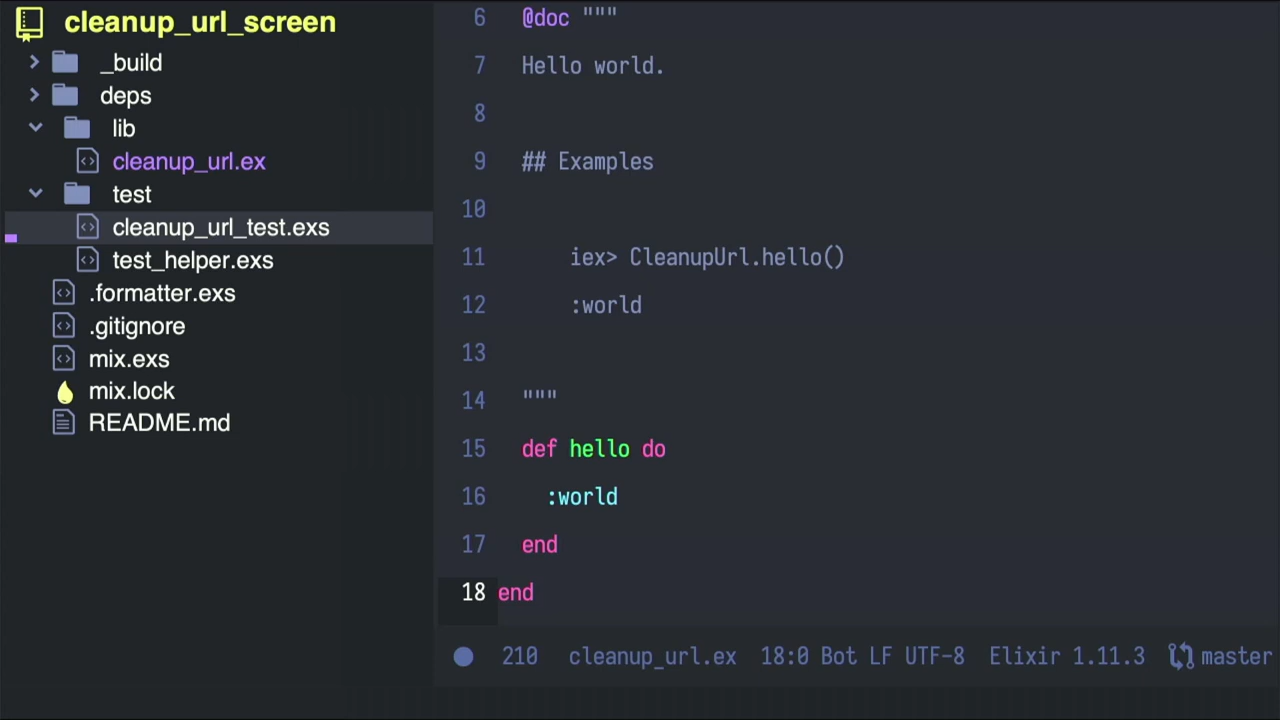 cleanup_url_screen
_build
deps
lib
cleanup_url.ex
test
cleanup_url_test.exs
test_helper.exs
.formatter.exs
.gitignore
mix.exs
mix.lock
README.md
6 @doc """
7 Hello world.
8
9 ## Examples
10
11 iex> CleanupUrl.hello()
12 :world
13
14 """
15 def hello do
16 :world
17 end
18 end
210 cleanup_url.ex 18:0 Bot LF UTF-8 Elixir 1.11.3 master